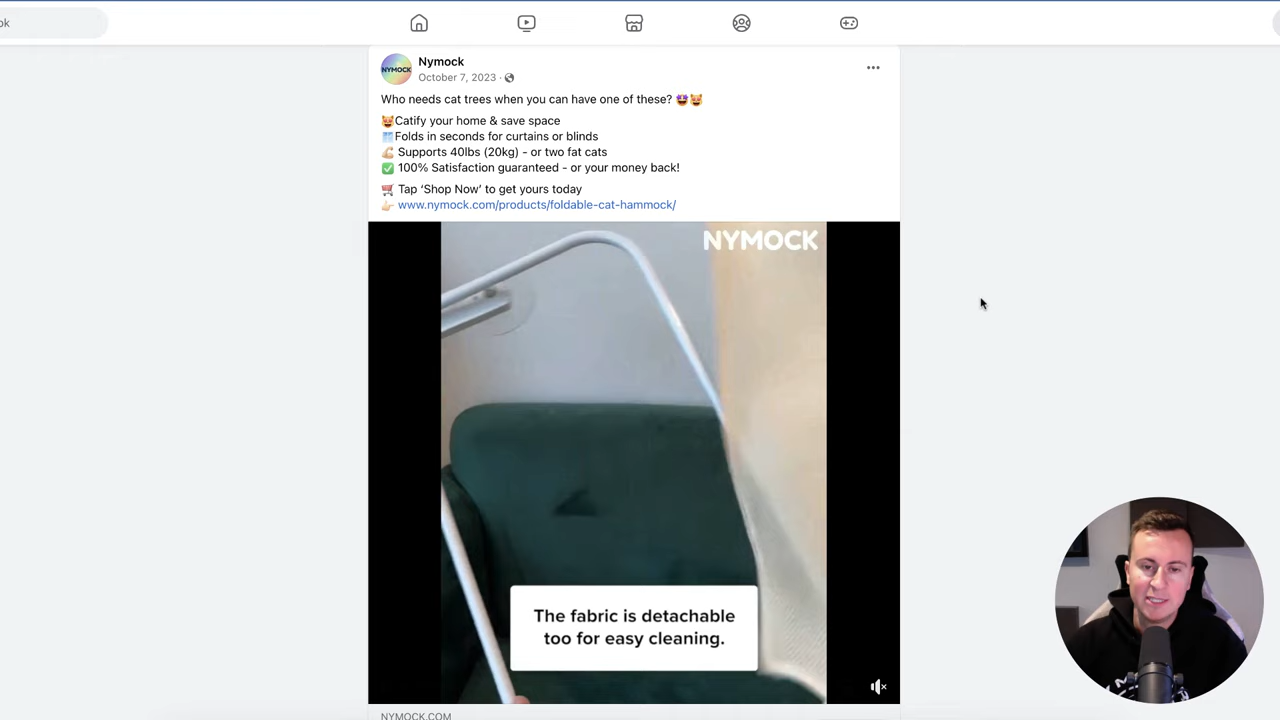 ok
Nymock
October 7, 2023 ·
Who needs cat trees when you can have one of these? 🤩😻
😻Catify your home & save space
🪟Folds in seconds for curtains or blinds
💪🏻 Supports 40lbs (20kg) - or two fat cats
✅ 100% Satisfaction guaranteed - or your money back!
🛒 Tap ‘Shop Now’ to get yours today
👉🏻 www.nymock.com/products/foldable-cat-hammock/
NYMOCK
NYMOCK
The fabric is detachable
too for easy cleaning.
NYMOCK.COM